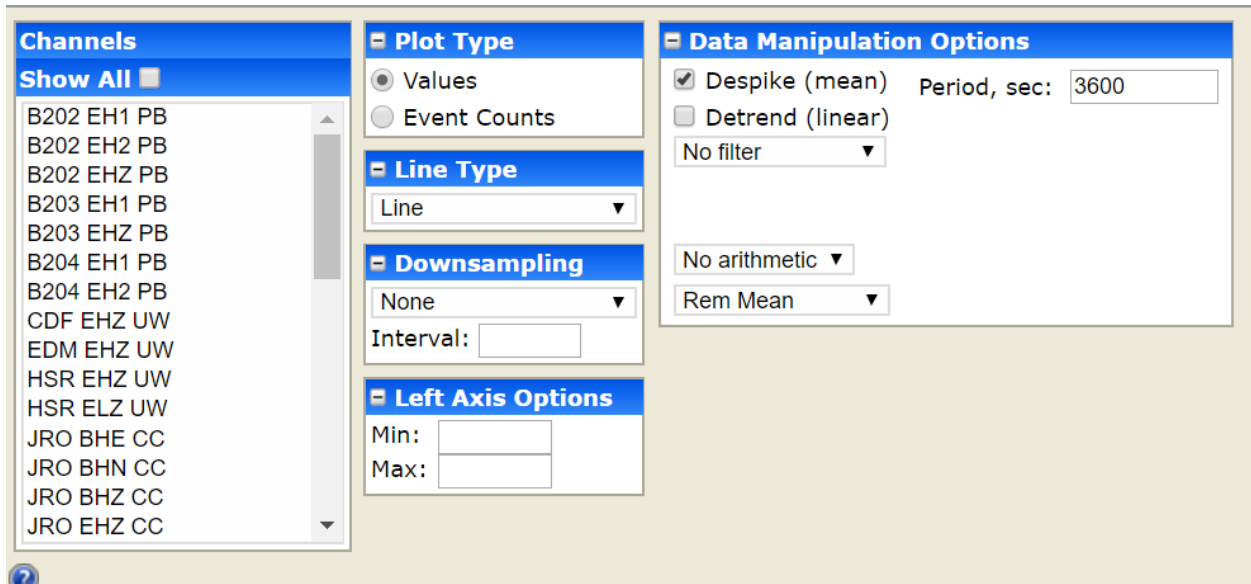 Channels
Show All
B202 EH1 PB
B202 EH2 PB
B202 EHZ PB
B203 EH1 PB
B203 EHZ PB
B204 EH1 PB
B204 EH2 PB
CDF EHZ UW
EDM EHZ UW
HSR EHZ UW
HSR ELZ UW
JRO BHE CC
JRO BHN CC
JRO BHZ CC
JRO EHZ CC
Plot Type
Values
Event Counts
Line Type
Line
Downsampling
None
Interval:
Left Axis Options
Min:
Max:
Data Manipulation Options
Despike (mean) Period, sec: 3600
Detrend (linear)
No filter
No arithmetic
Rem Mean
?